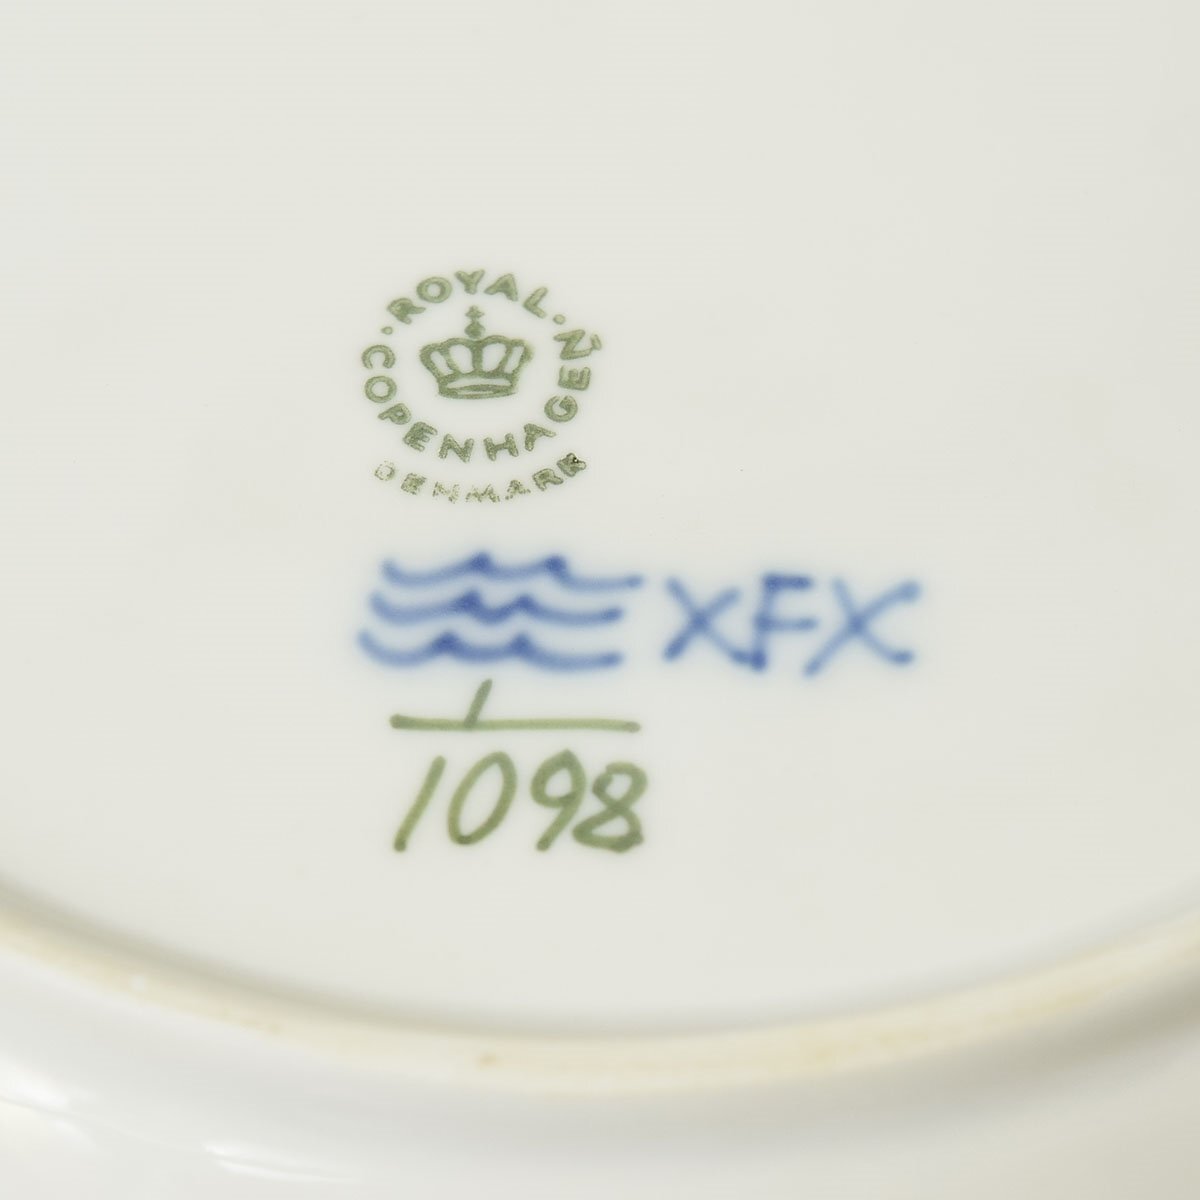 ROYAL
COPENHAGEN
DENMARK
XFX
1
1098